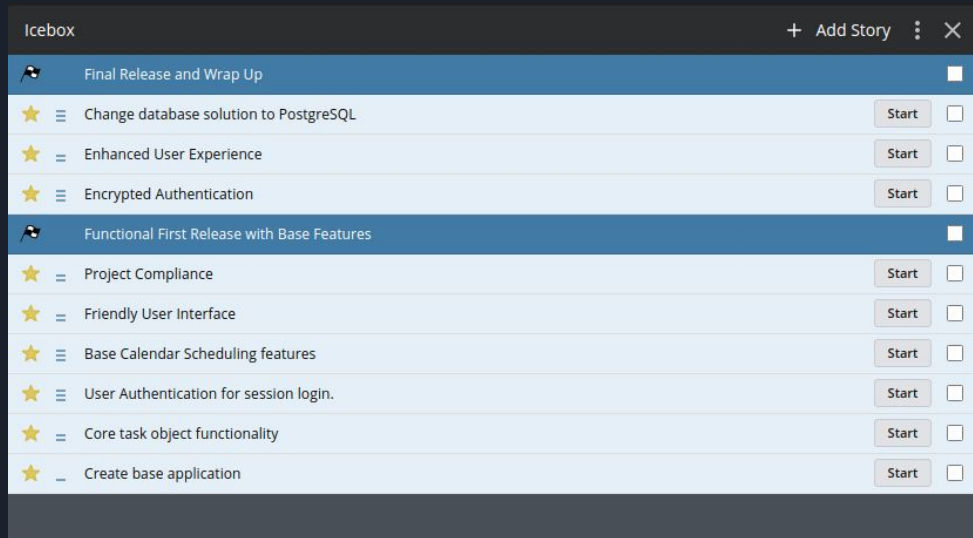 Icebox + Add Story
Final Release and Wrap Up
Change database solution to PostgreSQL Start
Enhanced User Experience Start
Encrypted Authentication Start
Functional First Release with Base Features
Project Compliance Start
Friendly User Interface Start
Base Calendar Scheduling features Start
User Authentication for session login. Start
Core task object functionality Start
Create base application Start